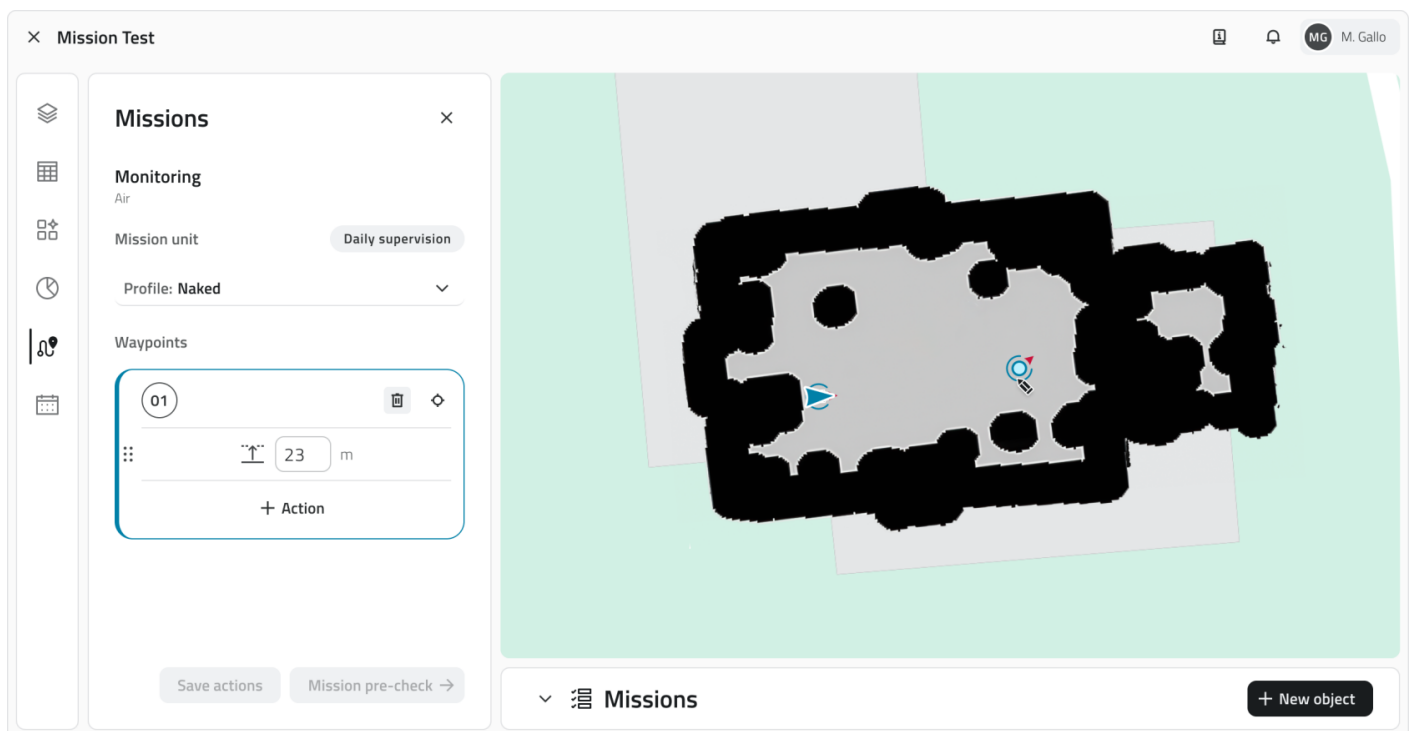 Mission Test
MG M. Gallo
Missions
Monitoring
Air
Mission unit Daily supervision
Profile: Naked
Waypoints
01
23 m
+ Action
Save actions Mission pre-check →
Missions
+ New object